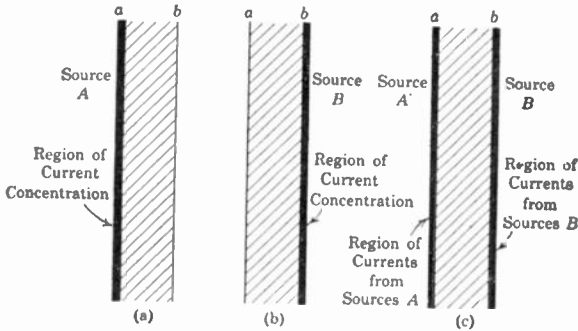 a b
Source
A
Region of
Current
Concentration
(a)
a b
Source
B
Region of
Current
Concentration
(b)
a b
Source
A
Source
B
Region of
Currents
from
Sources A
Region of
Currents
from
Sources B
(c)